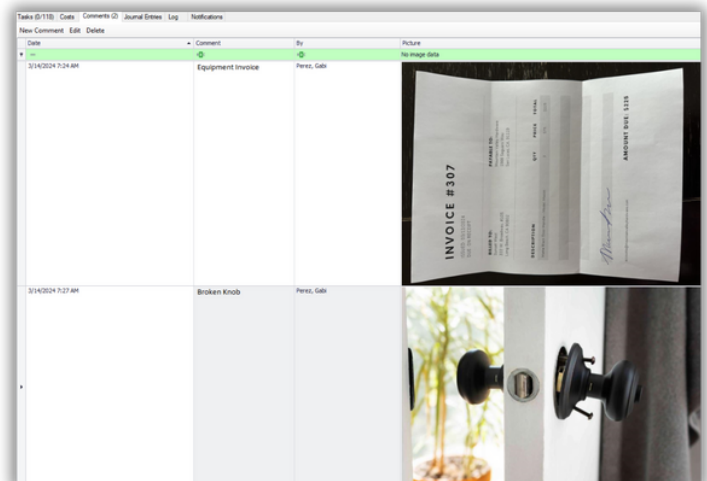 Tasks (0/118) Costs Comments (2) Journal Entries Log Notifications
New Comment Edit Delete
Date Comment By Picture
No image data
3/14/2024 7:24 AM Equipment Invoice Perez, Gabi
INVOICE #307
BILLED TO:
PAYABLE TO:
DESCRIPTION QTY PRICE TOTAL
AMOUNT DUE: $225
3/14/2024 7:27 AM Broken Knob Perez, Gabi